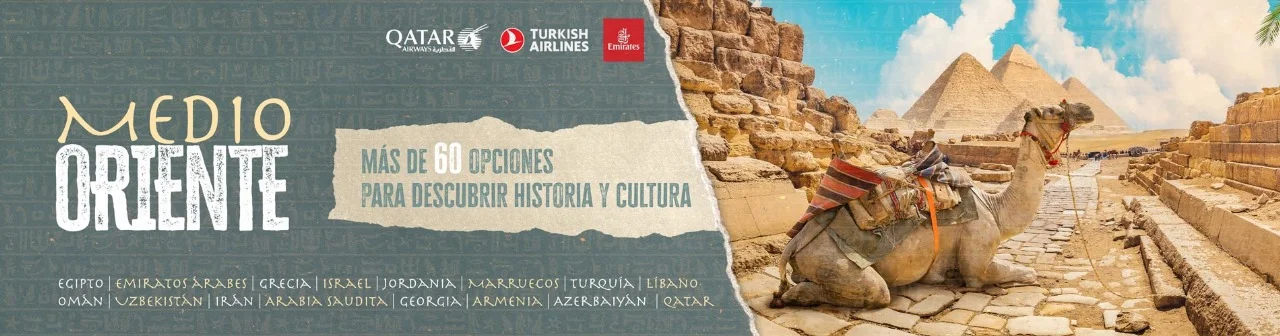 QATAR
AIRWAYS القطرية
TURKISH
AIRLINES
Emirates
MEDIO
ORIENTE
MÁS DE 60 OPCIONES
PARA DESCUBRIR HISTORIA Y CULTURA
EGIPTO | EMIRATOS ÁRABES | GRECIA | ISRAEL | JORDANIA | MARRUECOS | TURQUÍA | LÍBANO
OMÁN | UZBEKISTÁN | IRÁN | ARABIA SAUDITA | GEORGIA | ARMENIA | AZERBAIYÁN | QATAR